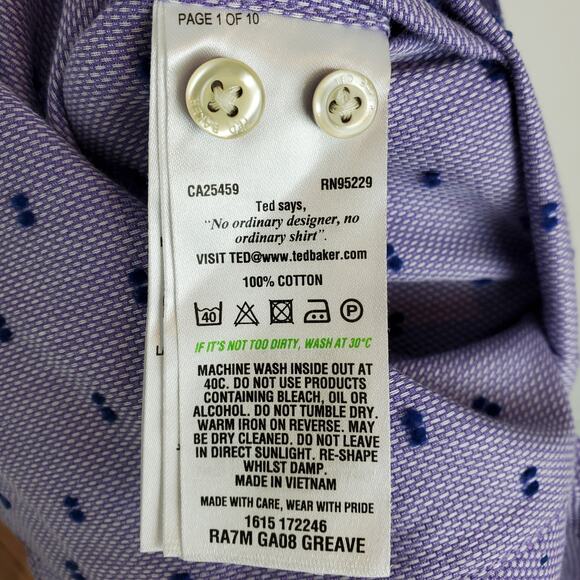 PAGE 1 OF 10
TED
BAKER
CA25459 RN95229
Ted says,
"No ordinary designer, no
ordinary shirt".
VISIT TED@www.tedbaker.com
100% COTTON
40 P
IF IT'S NOT TOO DIRTY, WASH AT 30°C
MACHINE WASH INSIDE OUT AT
40C. DO NOT USE PRODUCTS
CONTAINING BLEACH, OIL OR
ALCOHOL. DO NOT TUMBLE DRY.
WARM IRON ON REVERSE. MAY
BE DRY CLEANED. DO NOT LEAVE
IN DIRECT SUNLIGHT. RE-SHAPE
WHILST DAMP.
MADE IN VIETNAM
MADE WITH CARE, WEAR WITH PRIDE
1615 172246
RA7M GA08 GREAVE